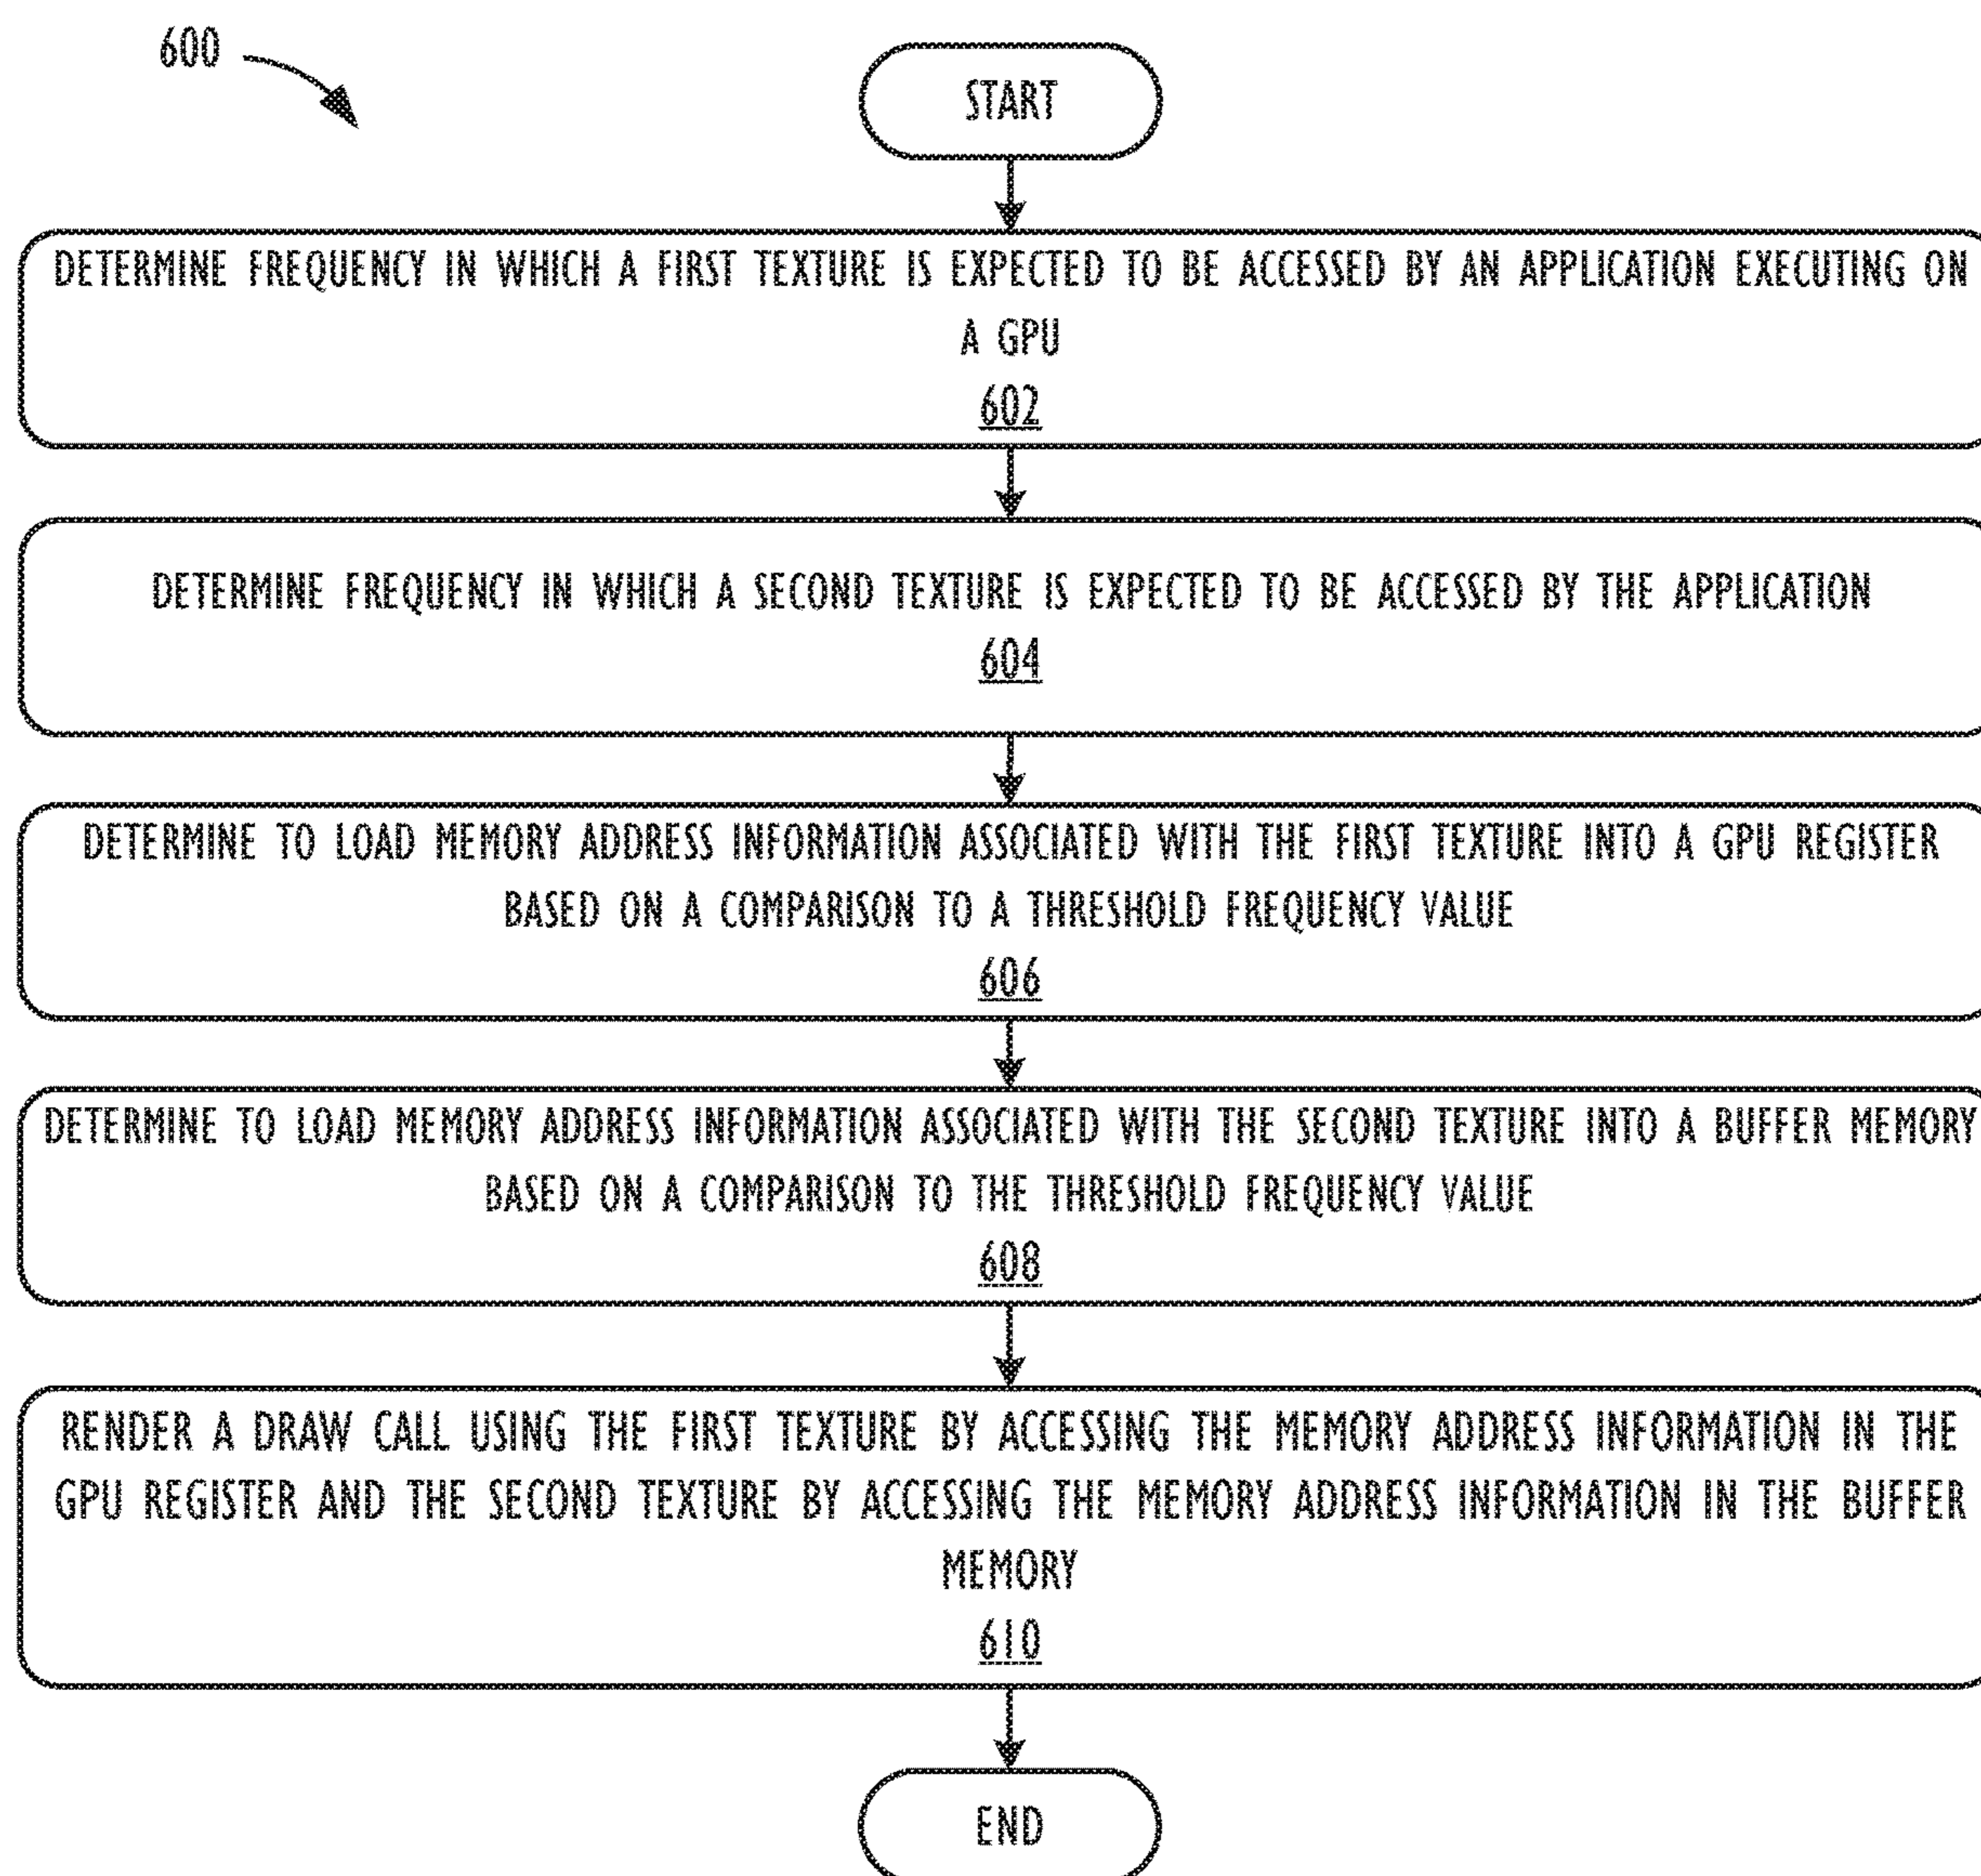 600
START
DETERMINE FREQUENCY IN WHICH A FIRST TEXTURE IS EXPECTED TO BE ACCESSED BY AN APPLICATION EXECUTING ON
A GPU
602
DETERMINE FREQUENCY IN WHICH A SECOND TEXTURE IS EXPECTED TO BE ACCESSED BY THE APPLICATION
604
DETERMINE TO LOAD MEMORY ADDRESS INFORMATION ASSOCIATED WITH THE FIRST TEXTURE INTO A GPU REGISTER
BASED ON A COMPARISON TO A THRESHOLD FREQUENCY VALUE
606
DETERMINE TO LOAD MEMORY ADDRESS INFORMATION ASSOCIATED WITH THE SECOND TEXTURE INTO A BUFFER MEMORY
BASED ON A COMPARISON TO THE THRESHOLD FREQUENCY VALUE
608
RENDER A DRAW CALL USING THE FIRST TEXTURE BY ACCESSING THE MEMORY ADDRESS INFORMATION IN THE
GPU REGISTER AND THE SECOND TEXTURE BY ACCESSING THE MEMORY ADDRESS INFORMATION IN THE BUFFER
MEMORY
610
END